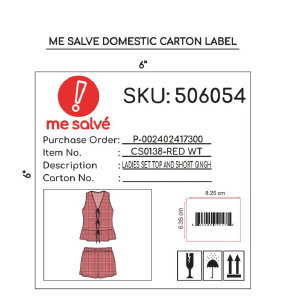 ME SALVE DOMESTIC CARTON LABEL
6"
SKU: 506054
me salvé
Purchase Order: P-002402417300
Item No. : CS0138-RED WT
Description : LADIES SET TOP AND SHORT GINGH
Carton No. :
6"
8.25 cm
6.35 cm